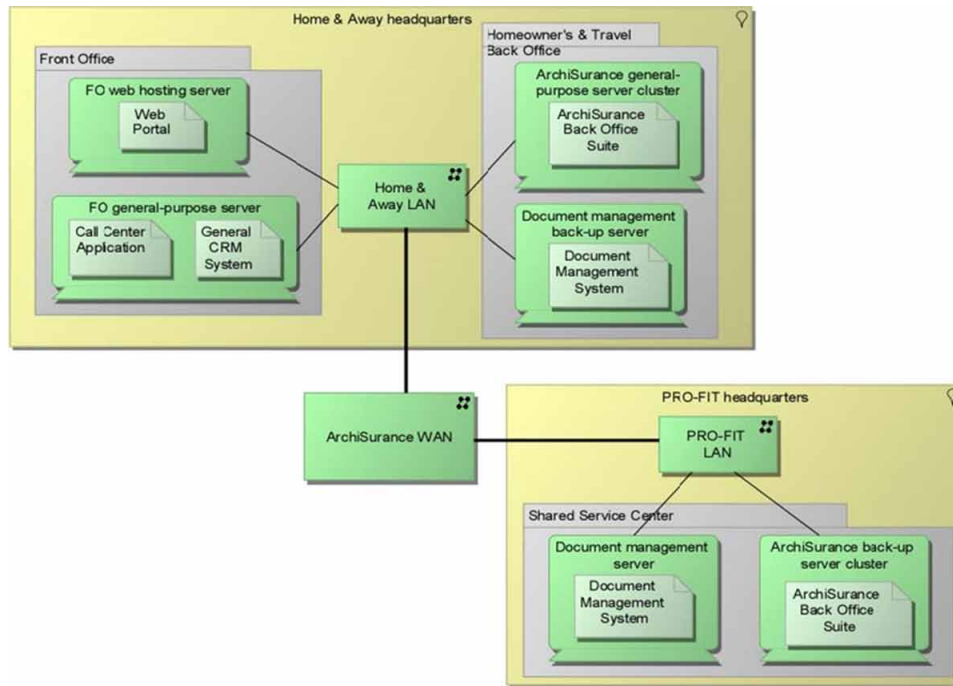 Home & Away headquarters
Front Office
FO web hosting server
Web
Portal
FO general-purpose server
Call Center
Application
General
CRM
System
Home &
Away LAN
Homeowner's & Travel
Back Office
ArchiSurance general-
purpose server cluster
ArchiSurance
Back Office
Suite
Document management
back-up server
Document
Management
System
ArchiSurance WAN
PRO-FIT headquarters
PRO-FIT
LAN
Shared Service Center
Document management
server
Document
Management
System
ArchiSurance back-up
server cluster
ArchiSurance
Back Office
Suite